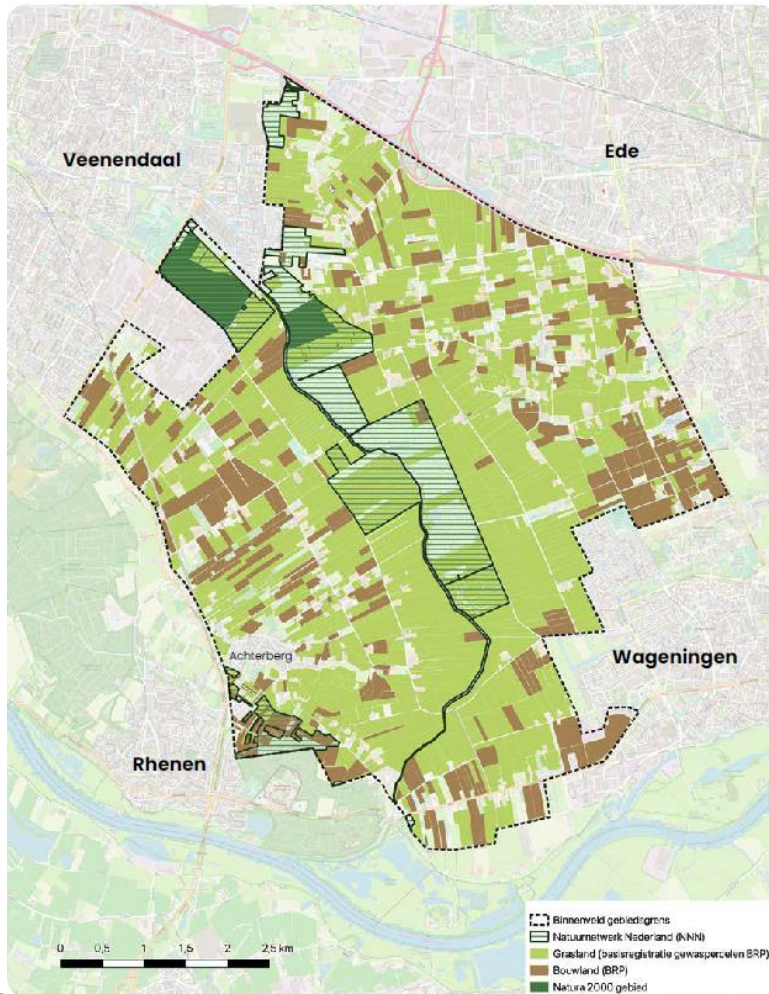 Veenendaal
Ede
Achterberg
Wageningen
Rhenen
Binnenveld gebiedsgrens
Natuurnetwerk Nederland (NNN)
Grasland (basisregistratie gewaspercelen BRP)
Bouwland (BRP)
Natura 2000 gebied
0 0,5 1 1,5 2 2,5 km